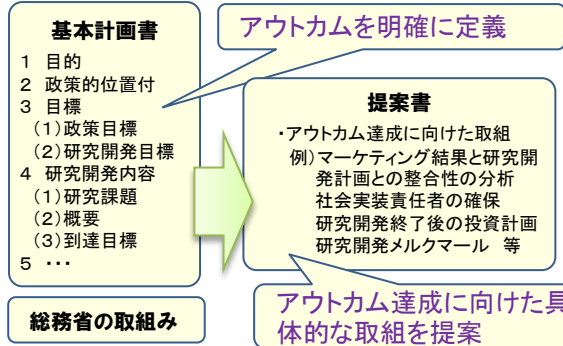 基本計画書
1 目的
2 政策的位置付
3 目標
（1）政策目標
（2）研究開発目標
4 研究開発内容
（1）研究課題
（2）概要
（3）到達目標
5 ・・・
総務省の取組み
アウトカムを明確に定義
提案書
・アウトカム達成に向けた取組
例）マーケティング結果と研究開
発計画との整合性の分析
社会実装責任者の確保
研究開発終了後の投資計画
研究開発メルクマール 等
アウトカム達成に向けた具
体的な取組を提案